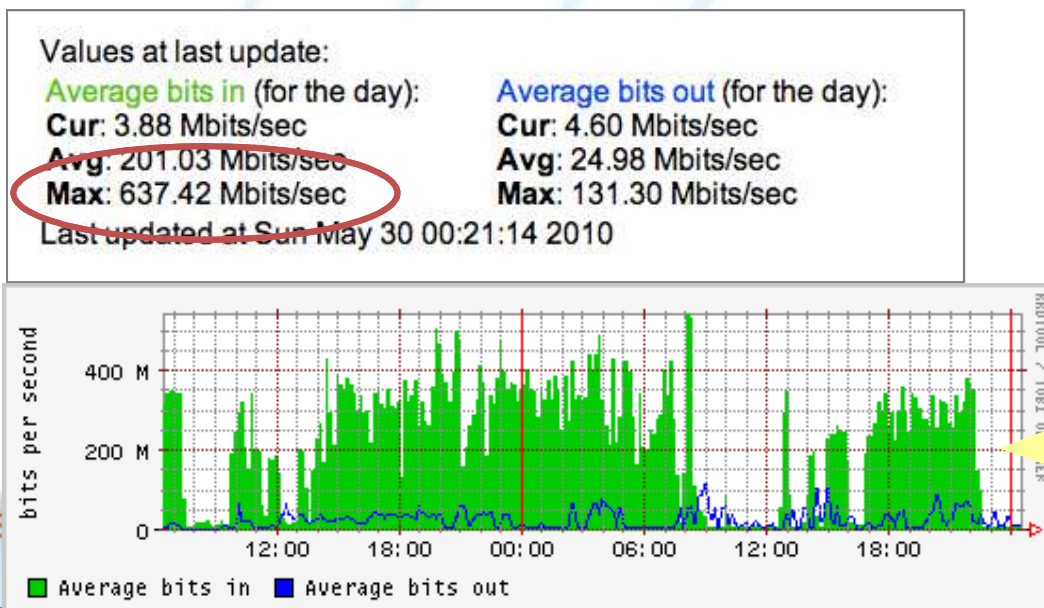 Values at last update:
Average bits in (for the day):
Average bits out (for the day):
Cur: 3.88 Mbits/sec
Cur: 4.60 Mbits/sec
Avg: 201.03 Mbits/sec
Avg: 24.98 Mbits/sec
Max: 637.42 Mbits/sec
Max: 131.30 Mbits/sec
Last updated at Sun May 30 00:21:14 2010
bits per second
400 M
200 M
0
12:00 18:00 00:00 06:00 12:00 18:00
Average bits in Average bits out
RRDTOOL / TOBI